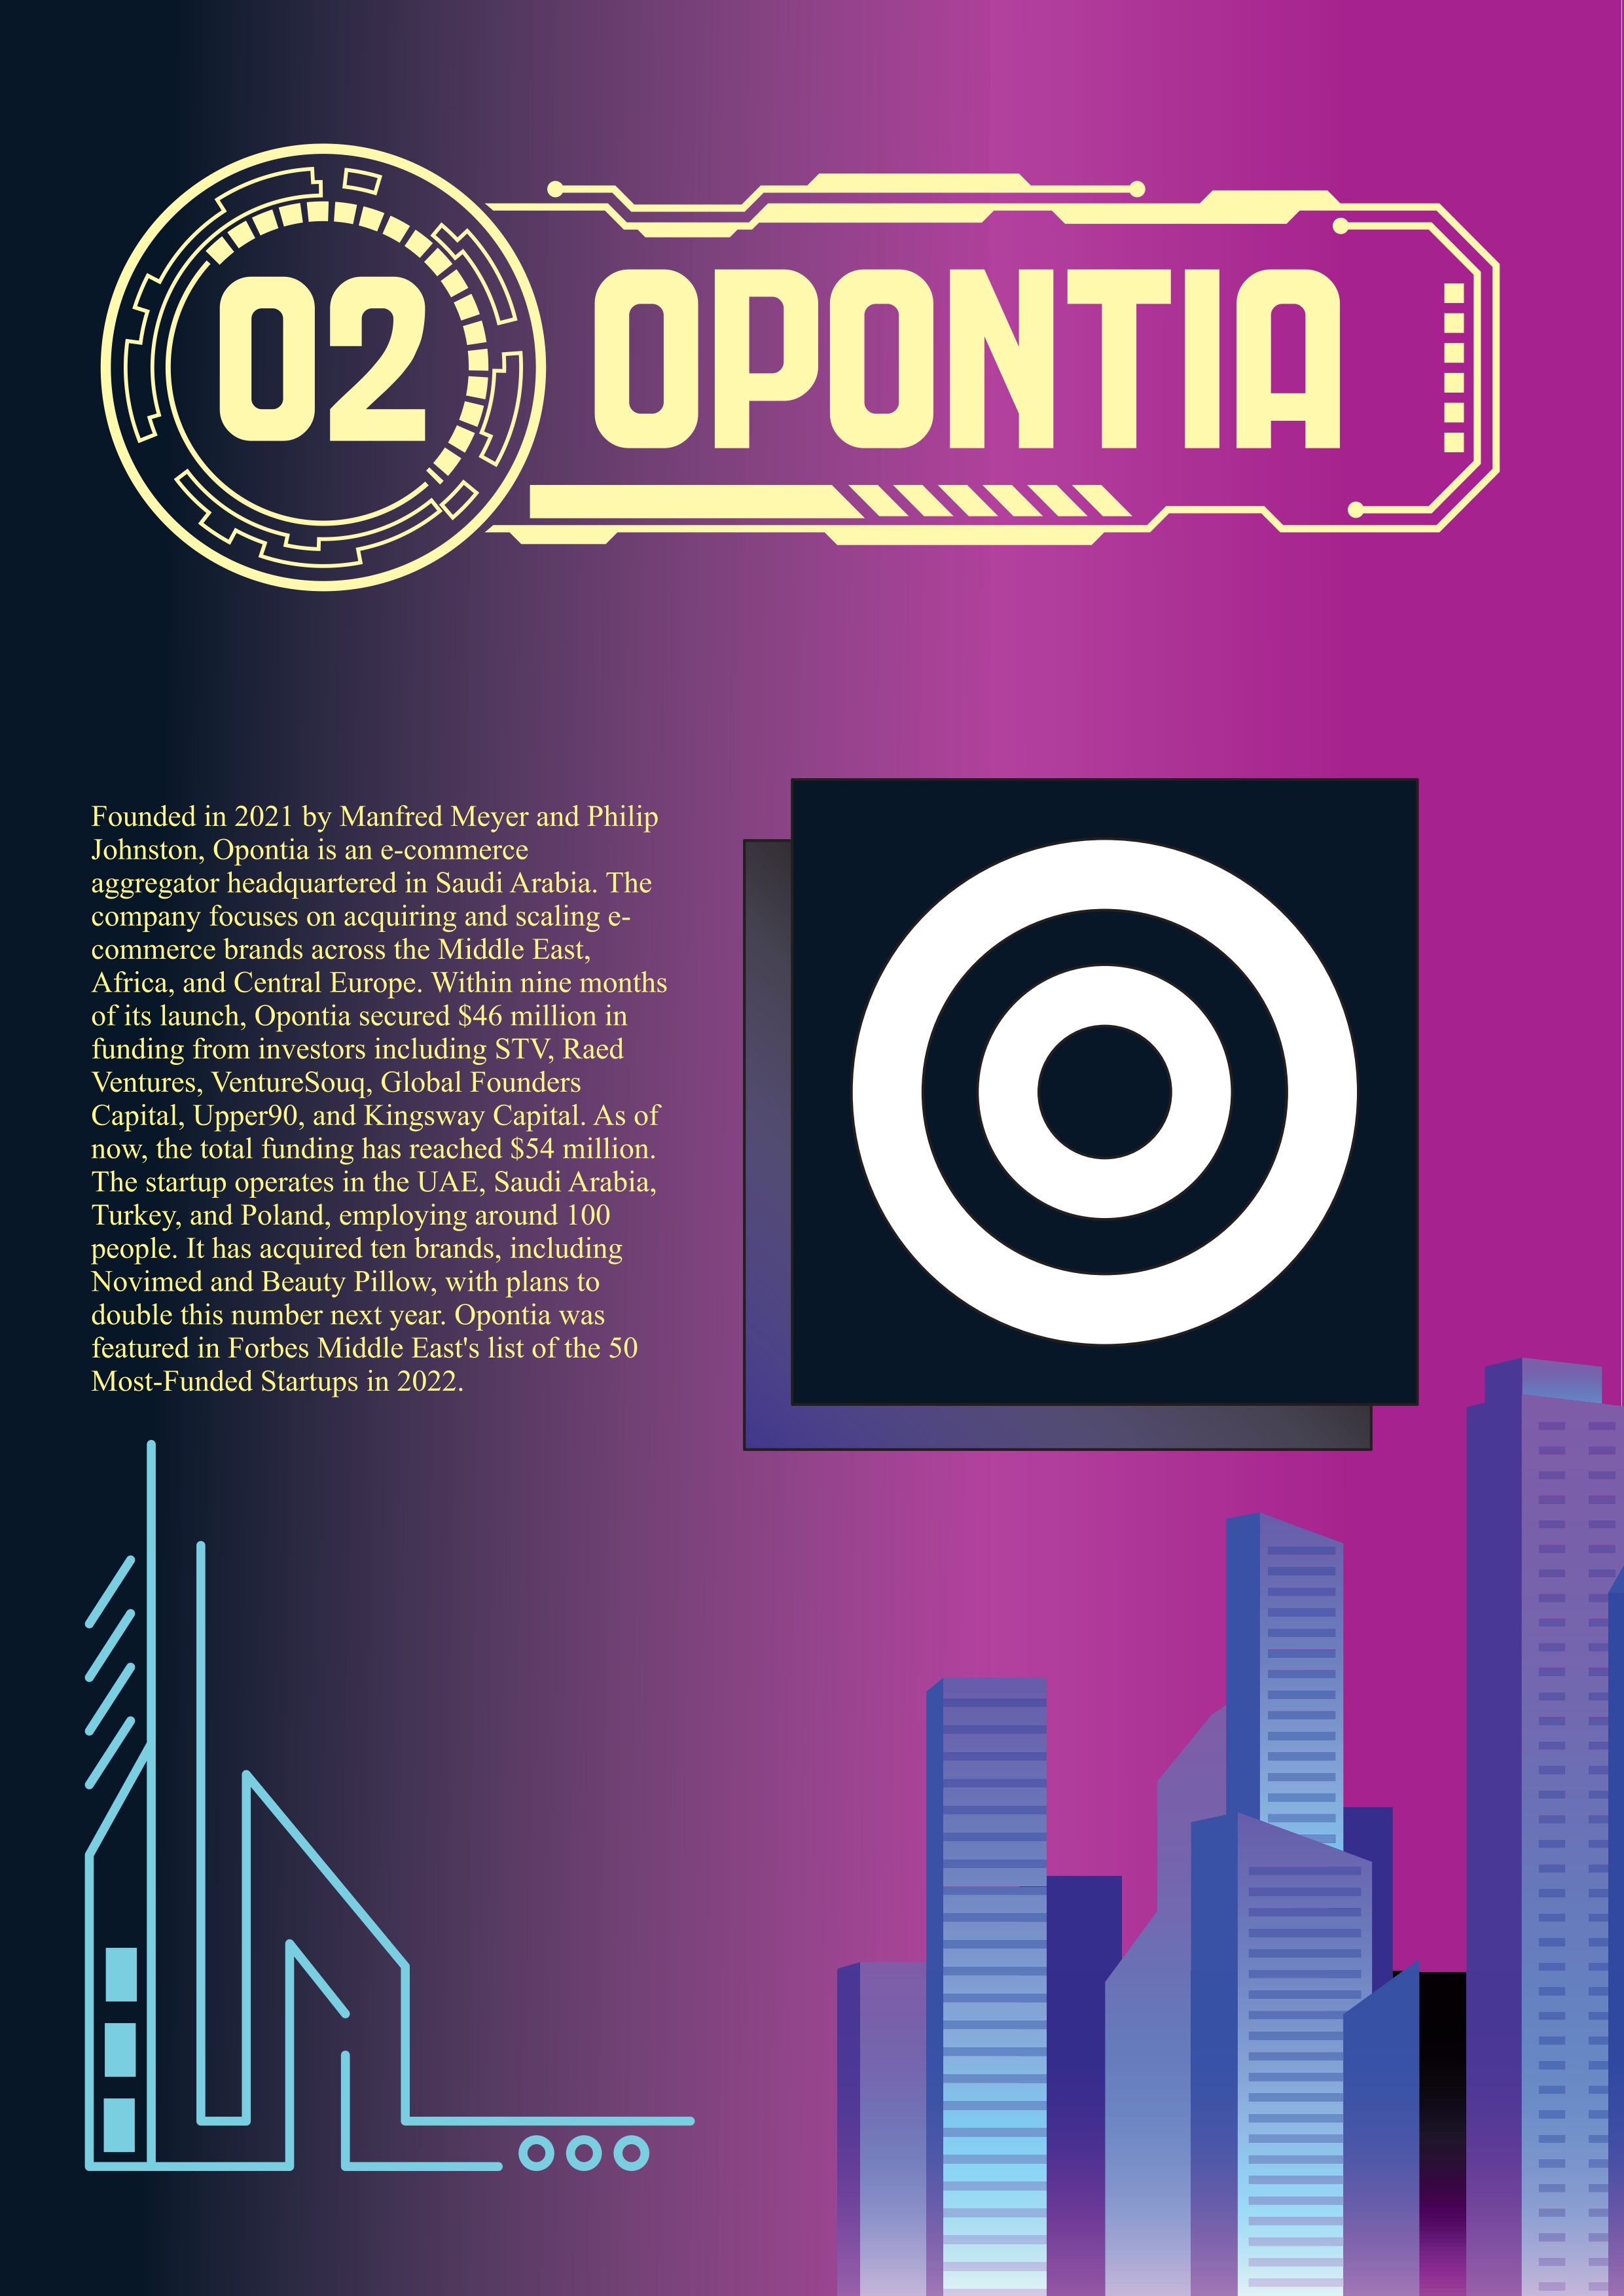 02
OPONTIA
Founded in 2021 by Manfred Meyer and Philip
Johnston, Opontia is an e-commerce
aggregator headquartered in Saudi Arabia. The
company focuses on acquiring and scaling e-
commerce brands across the Middle East,
Africa, and Central Europe. Within nine months
of its launch, Opontia secured $46 million in
funding from investors including STV, Raed
Ventures, VentureSouq, Global Founders
Capital, Upper90, and Kingsway Capital. As of
now, the total funding has reached $54 million.
The startup operates in the UAE, Saudi Arabia,
Turkey, and Poland, employing around 100
people. It has acquired ten brands, including
Novimed and Beauty Pillow, with plans to
double this number next year. Opontia was
featured in Forbes Middle East's list of the 50
Most-Funded Startups in 2022.